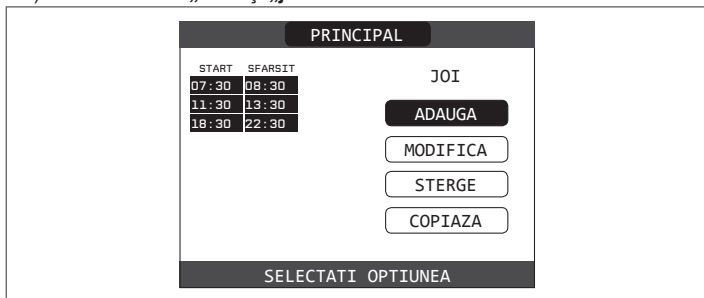 PRINCIPAL
START SFARSIT
07:30 08:30
11:30 13:30
18:30 22:30
JOI
ADAUGA
MODIFICA
STERGE
COPIAZA
SELECTATI OPTIUNEA